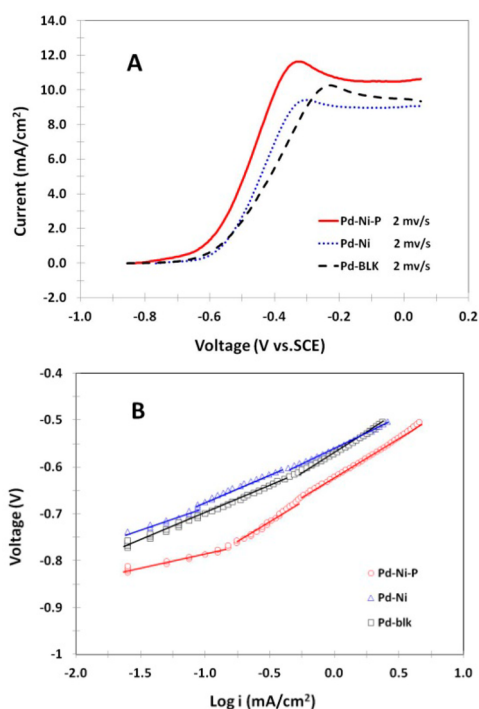 14.0
12.0
10.0
8.0
6.0
4.0
2.0
0.0
2.0
A
Current (mA/cm²)
Pd-Ni-P 2 mv/s
Pd-Ni 2 mv/s
Pd-BLK 2 mv/s
-1.0 -0.8 -0.6 -0.4 -0.2 0.0 0.2
Voltage (V vs.SCE)
-0.4
-0.5
-0.6
-0.7
-0.8
-0.9
-1
B
Voltage (V)
Pd-Ni-P
Pd-Ni
Pd-blk
-2.0 -1.5 -1.0 -0.5 0.0 0.5 1.0
Log i (mA/cm²)